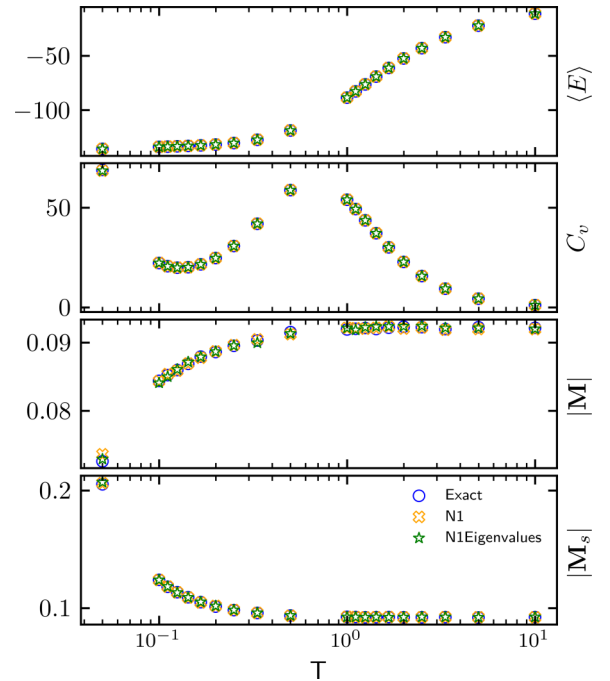 −50
−100
⟨E⟩
50
0
C_v
0.09
0.08
|M|
0.2
0.1
Exact
N1
N1Eigenvalues
|M_s|
10^−1
10^0
10^1
T